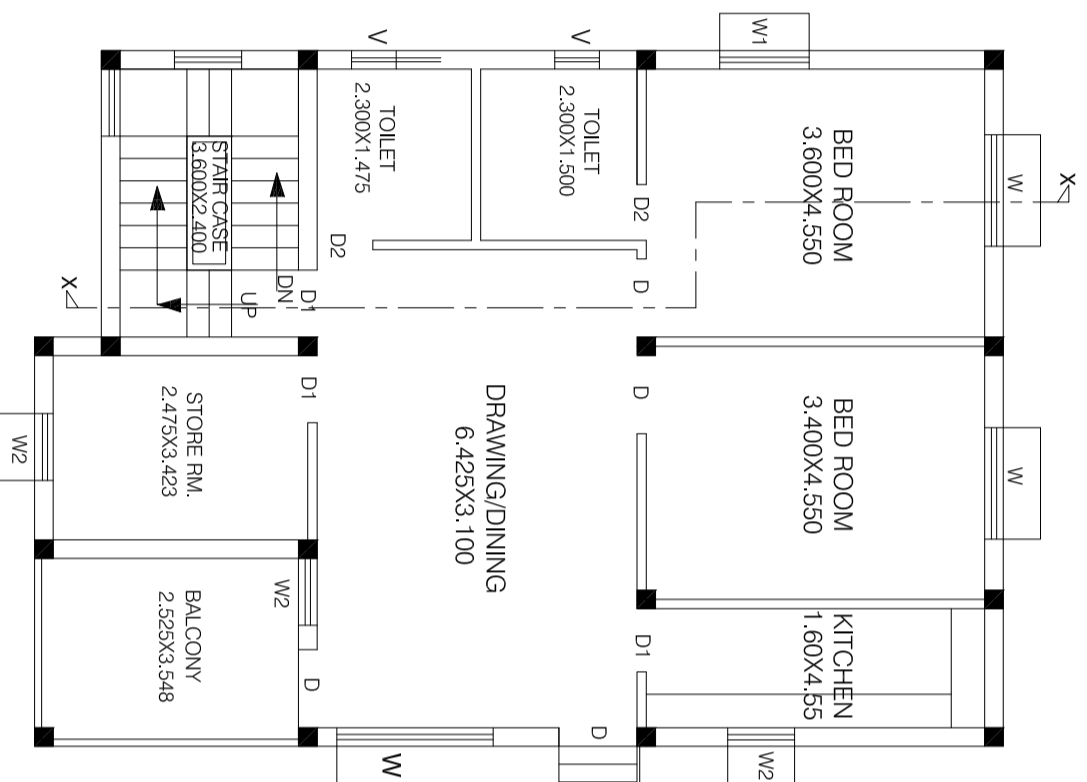 W1
V
V
TOILET
2.300X1.475
TOILET
2.300X1.500
BED ROOM
3.600X4.550
W
X
STAIR CASE
3.600X2.400
D2
D2
D
DN
D1
UP
X
D1
D
STORE RM.
2.475X3.423
DRAWING/DINING
6.425X3.100
BED ROOM
3.400X4.550
W
W2
W2
BALCONY
2.525X3.548
D
D1
KITCHEN
1.60X4.55
D
W
W2